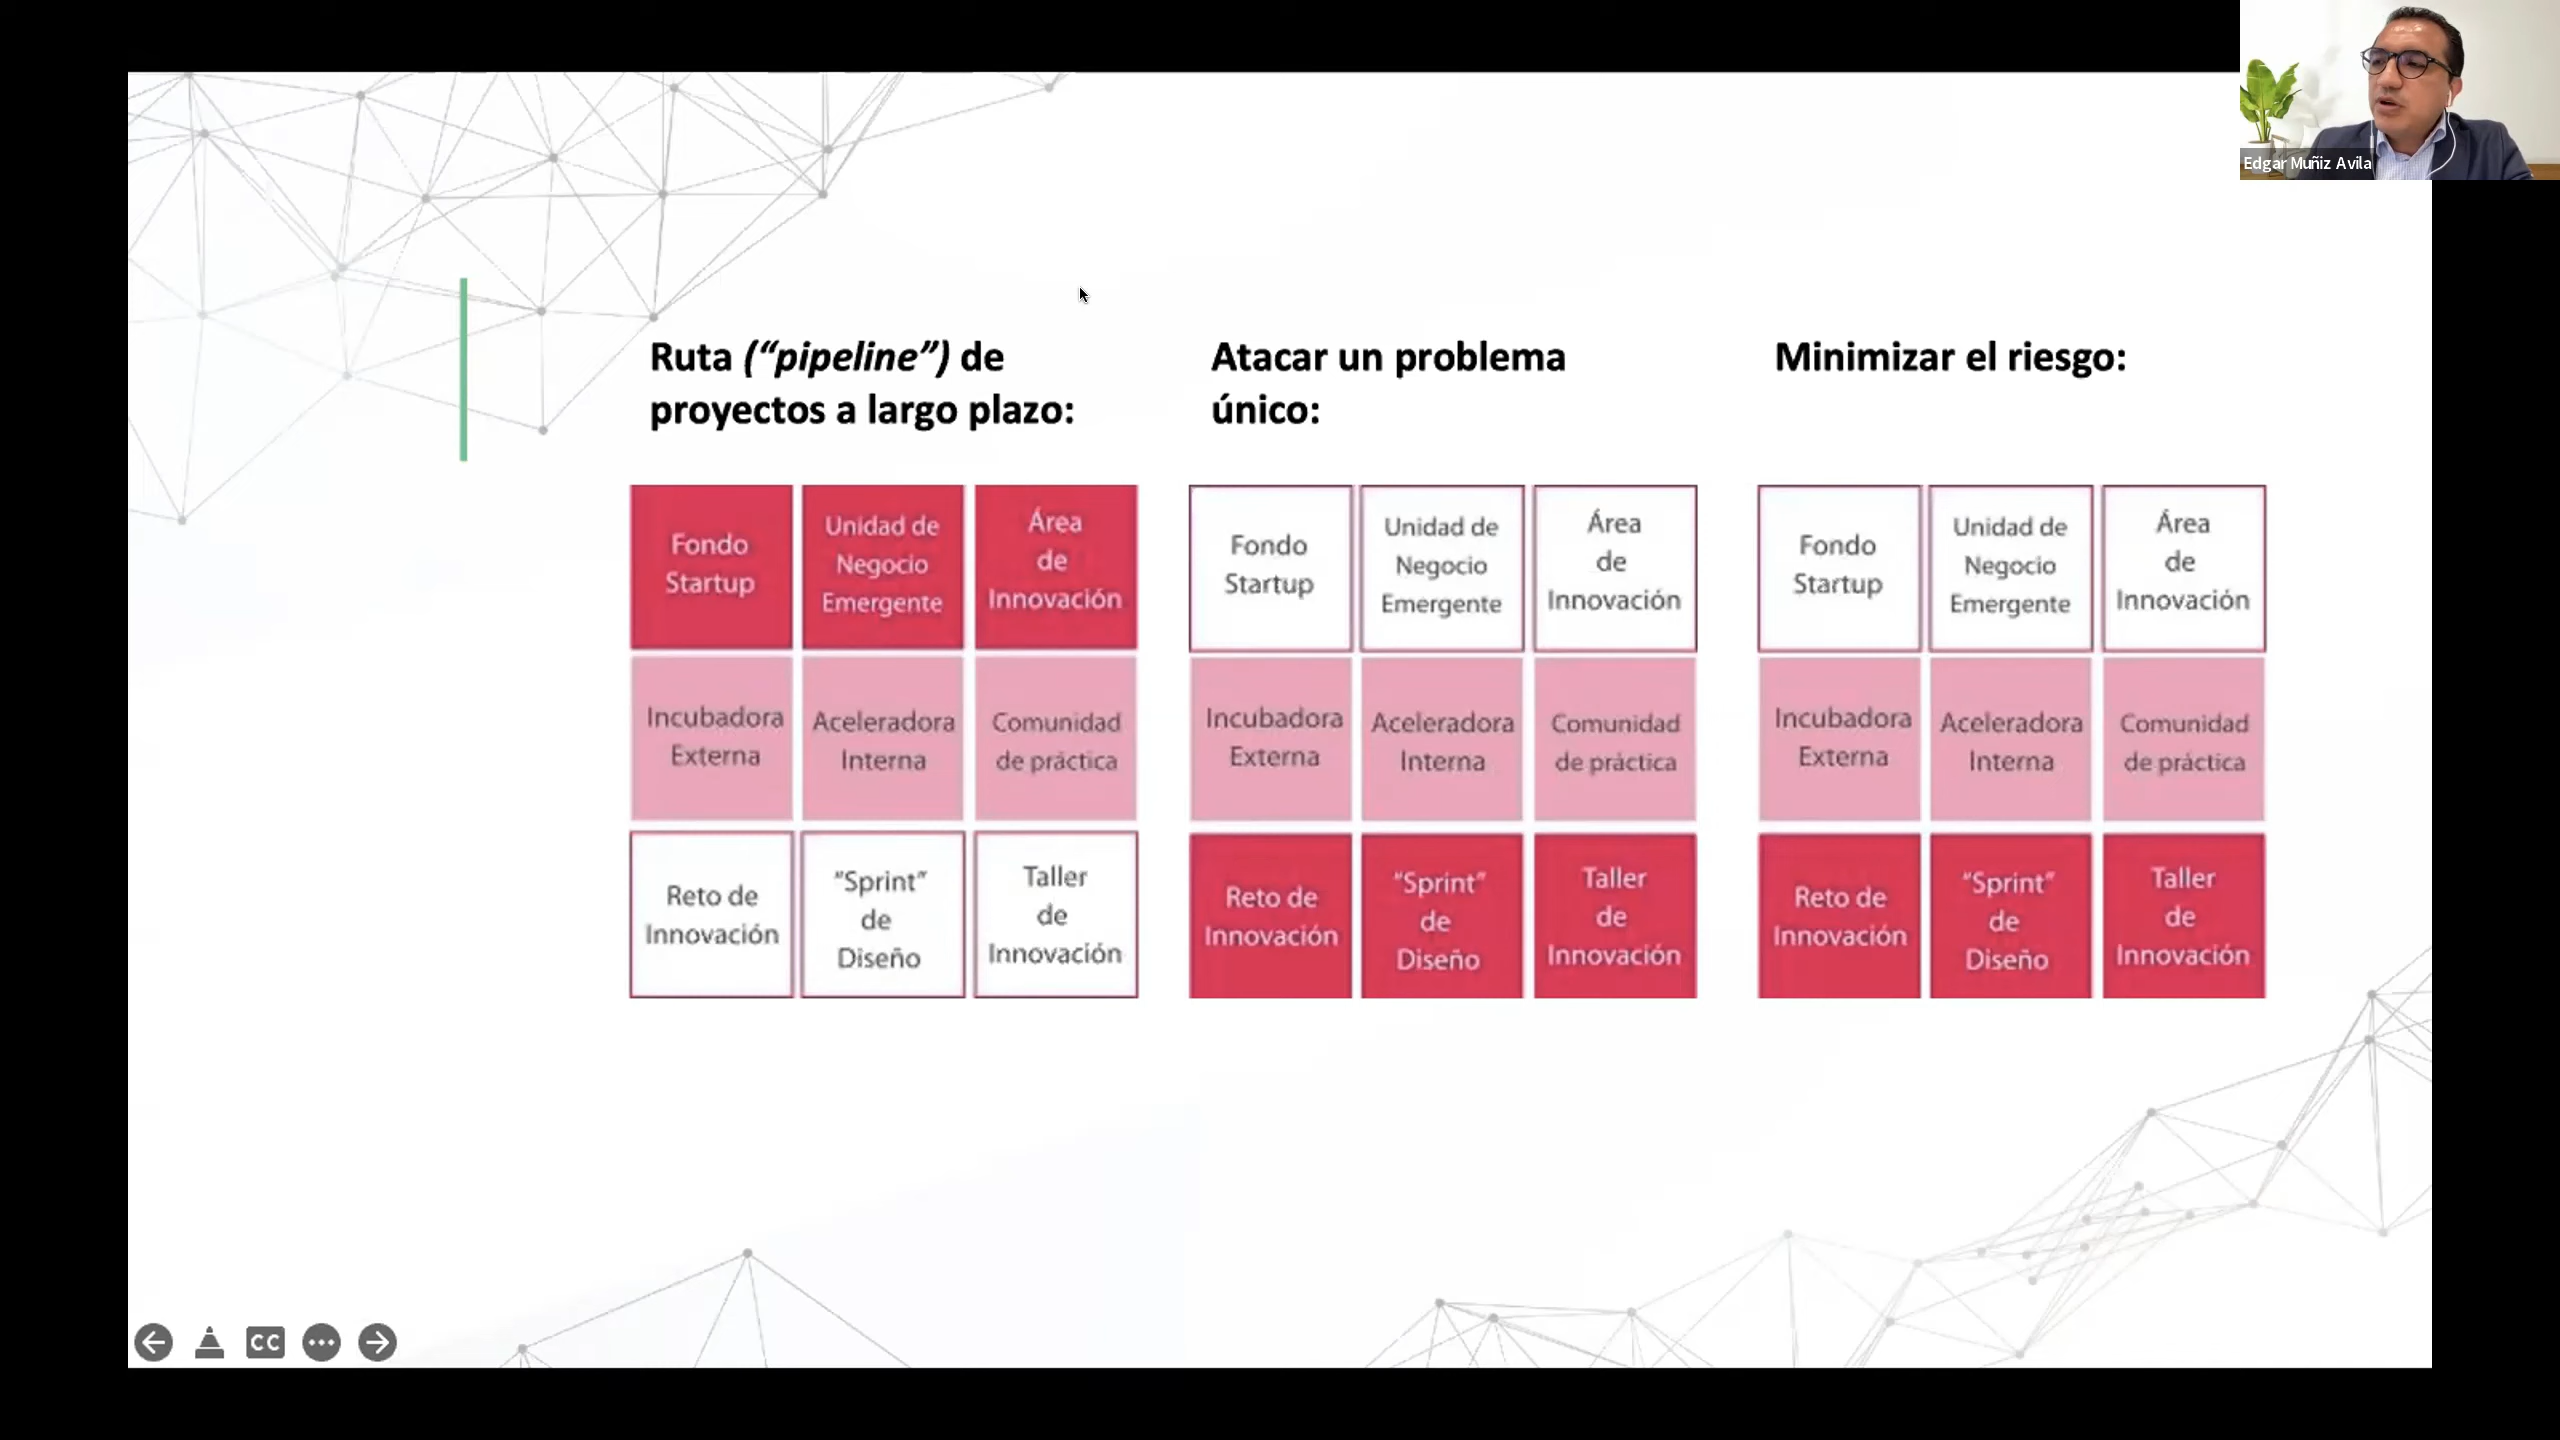 Edgar Muñiz Avila
Ruta (“pipeline”) de
proyectos a largo plazo:
Atacar un problema
único:
Minimizar el riesgo:
Fondo
Startup
Unidad de
Negocio
Emergente
Área
de
Innovación
Incubadora
Externa
Aceleradora
Interna
Comunidad
de práctica
Reto de
Innovación
“Sprint”
de
Diseño
Taller
de
Innovación
Fondo
Startup
Unidad de
Negocio
Emergente
Área
de
Innovación
Incubadora
Externa
Aceleradora
Interna
Comunidad
de práctica
Reto de
Innovación
“Sprint”
de
Diseño
Taller
de
Innovación
Fondo
Startup
Unidad de
Negocio
Emergente
Área
de
Innovación
Incubadora
Externa
Aceleradora
Interna
Comunidad
de práctica
Reto de
Innovación
“Sprint”
de
Diseño
Taller
de
Innovación
CC